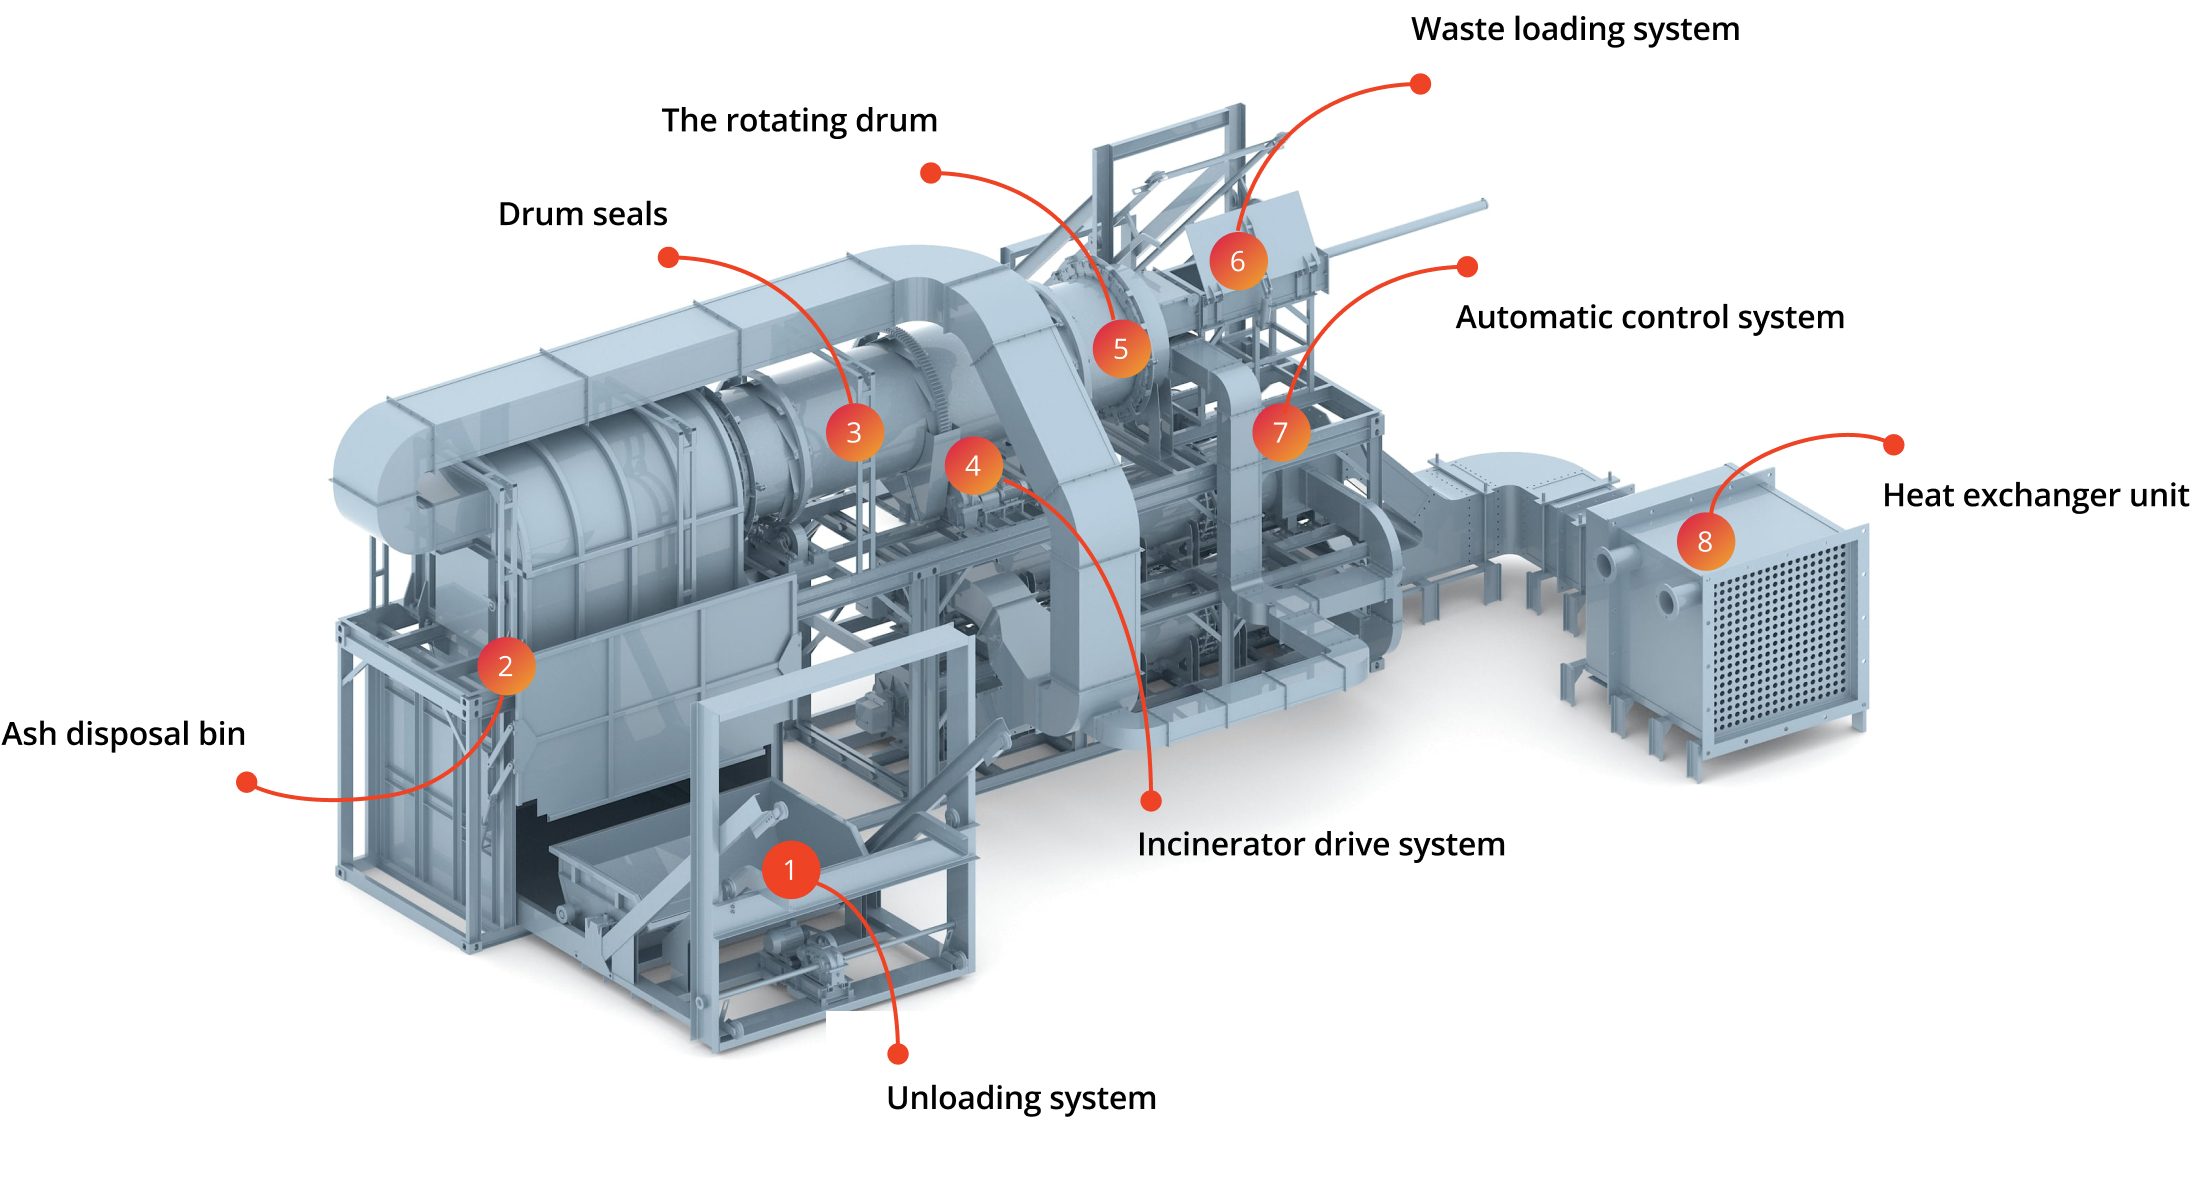 Waste loading system
The rotating drum
Drum seals
6
Automatic control system
5
3
7
4
Heat exchanger unit
8
2
Ash disposal bin
Incinerator drive system
1
Unloading system